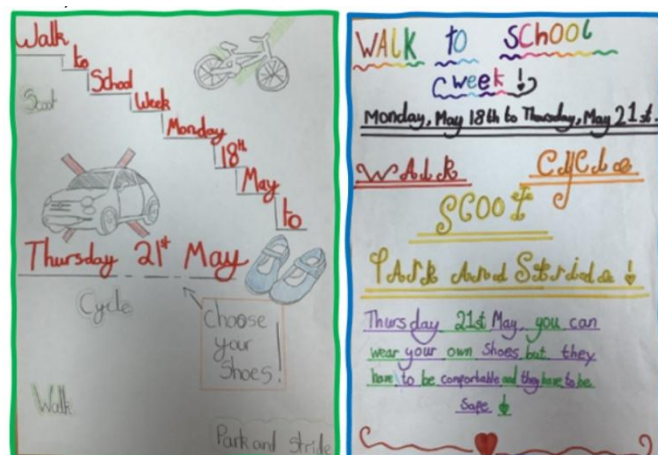 Walk
to
School
Week
Monday
18th
May
to
Scoot
Thursday 21st May
Cycle
Choose
your
Shoes!
Walk
Park and Stride
WALK to SChOOL
week!
Monday, May 18th to Thursday, May 21st.
Walk Cycle
SCOOt
Park and Stride!
Thursday 21st May, you can
wear your own Shoes but they
have to be comfortable and they have to be
Safe !